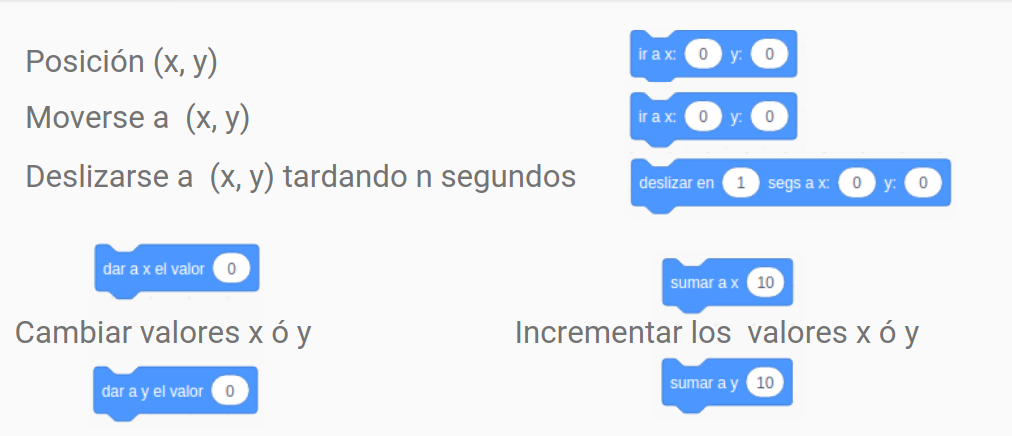 Posición (x, y)
ir a x: 0 y: 0
Moverse a (x, y)
ir a x: 0 y: 0
Deslizarse a (x, y) tardando n segundos
deslizar en 1 segs a x: 0 y: 0
dar a x el valor 0
sumar a x 10
Cambiar valores x ó y
Incrementar los valores x ó y
dar a y el valor 0
sumar a y 10